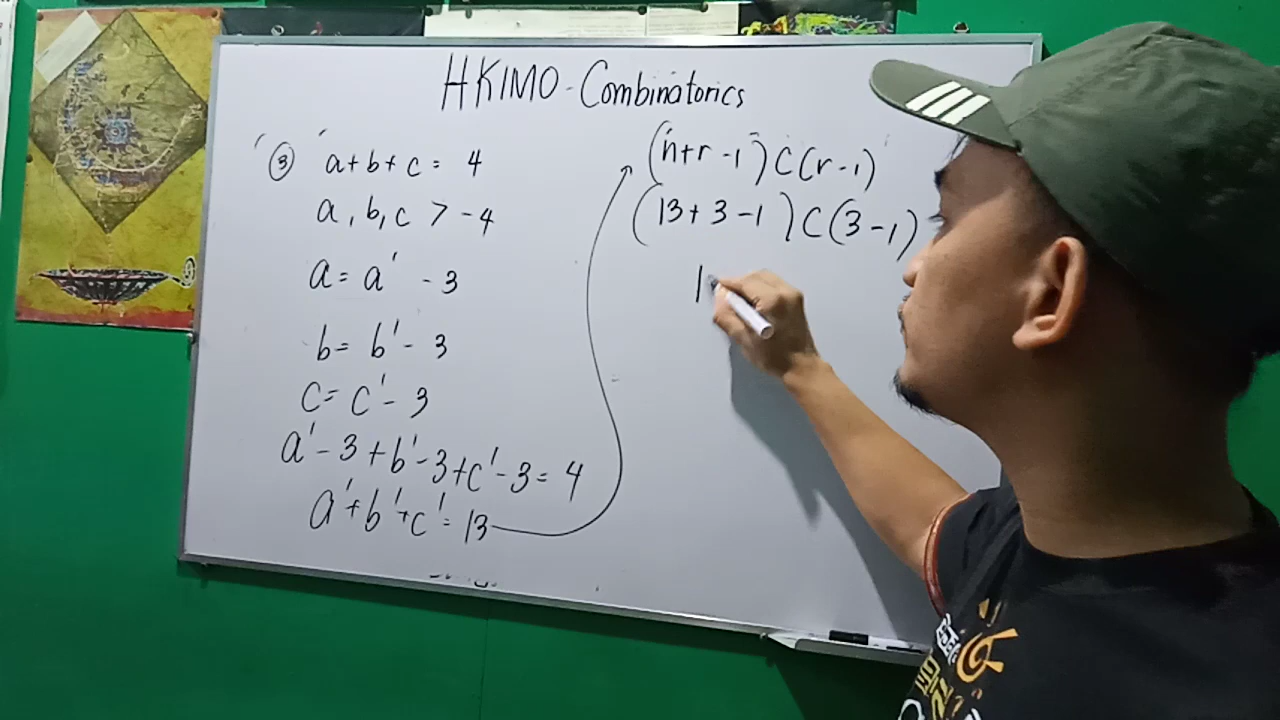 HKIMO - Combinatorics
③ a+b+c = 4
a, b, c > -4
a = a' - 3
b = b' - 3
c = c' - 3
a' - 3 + b' - 3 + c' - 3 = 4
a' + b' + c' = 13
(n+r-1)C(r-1)
(13+3-1)C(3-1)
1